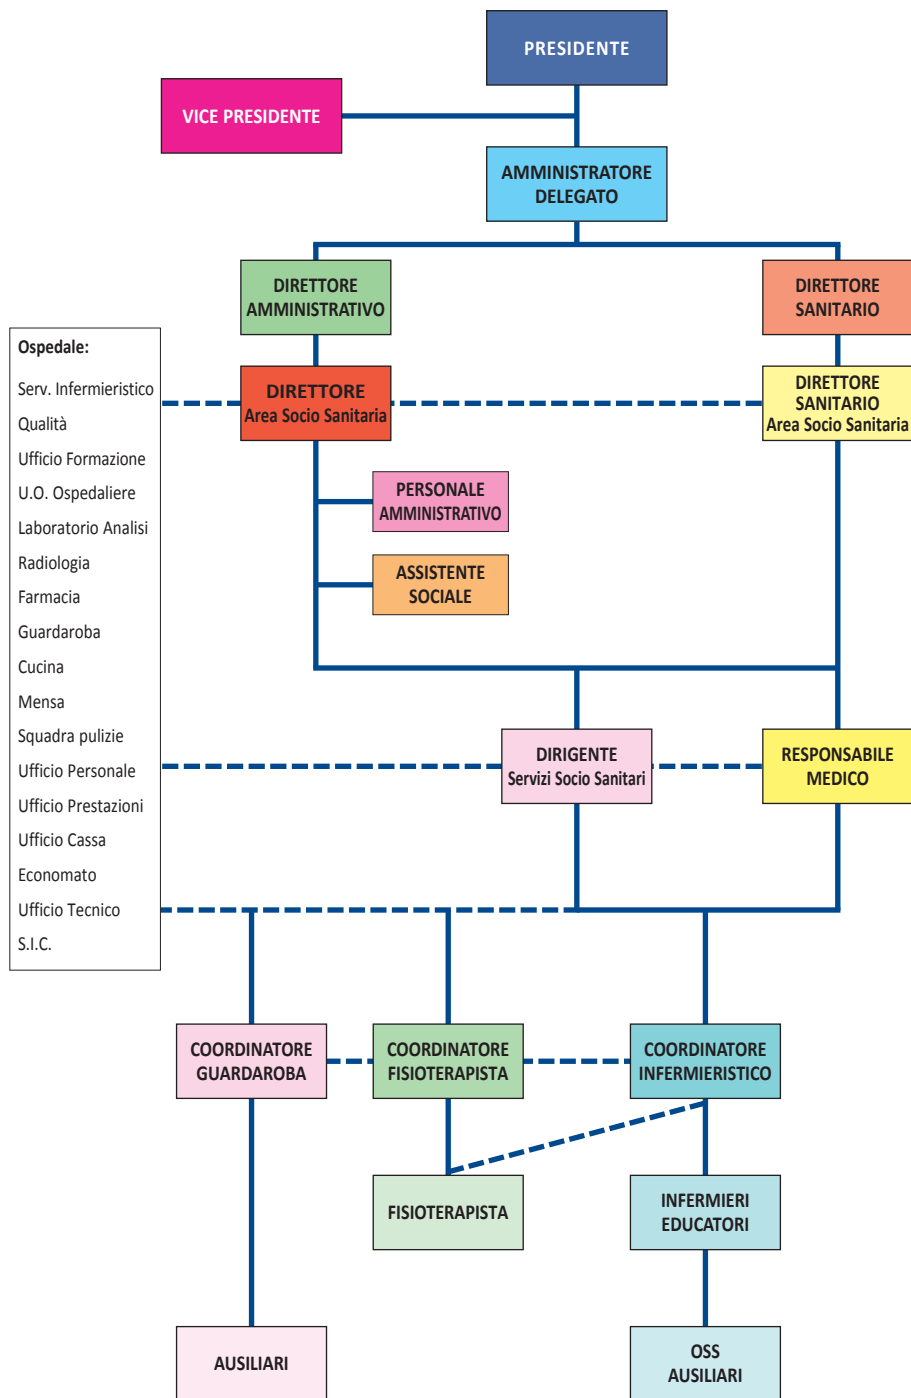 PRESIDENTE
VICE PRESIDENTE
AMMINISTRATORE
DELEGATO
DIRETTORE
AMMINISTRATIVO
DIRETTORE
SANITARIO
Ospedale:
Serv. Infermieristico
Qualità
Ufficio Formazione
U.O. Ospedaliere
Laboratorio Analisi
Radiologia
Farmacia
Guardaroba
Cucina
Mensa
Squadra pulizie
Ufficio Personale
Ufficio Prestazioni
Ufficio Cassa
Economato
Ufficio Tecnico
S.I.C.
DIRETTORE
Area Socio Sanitaria
DIRETTORE
SANITARIO
Area Socio Sanitaria
PERSONALE
AMMINISTRATIVO
ASSISTENTE
SOCIALE
DIRIGENTE
Servizi Socio Sanitari
RESPONSABILE
MEDICO
COORDINATORE
GUARDAROBA
COORDINATORE
FISIOTERAPISTA
COORDINATORE
INFERMIERISTICO
FISIOTERAPISTA
INFERMIERI
EDUCATORI
AUSILIARI
OSS
AUSILIARI